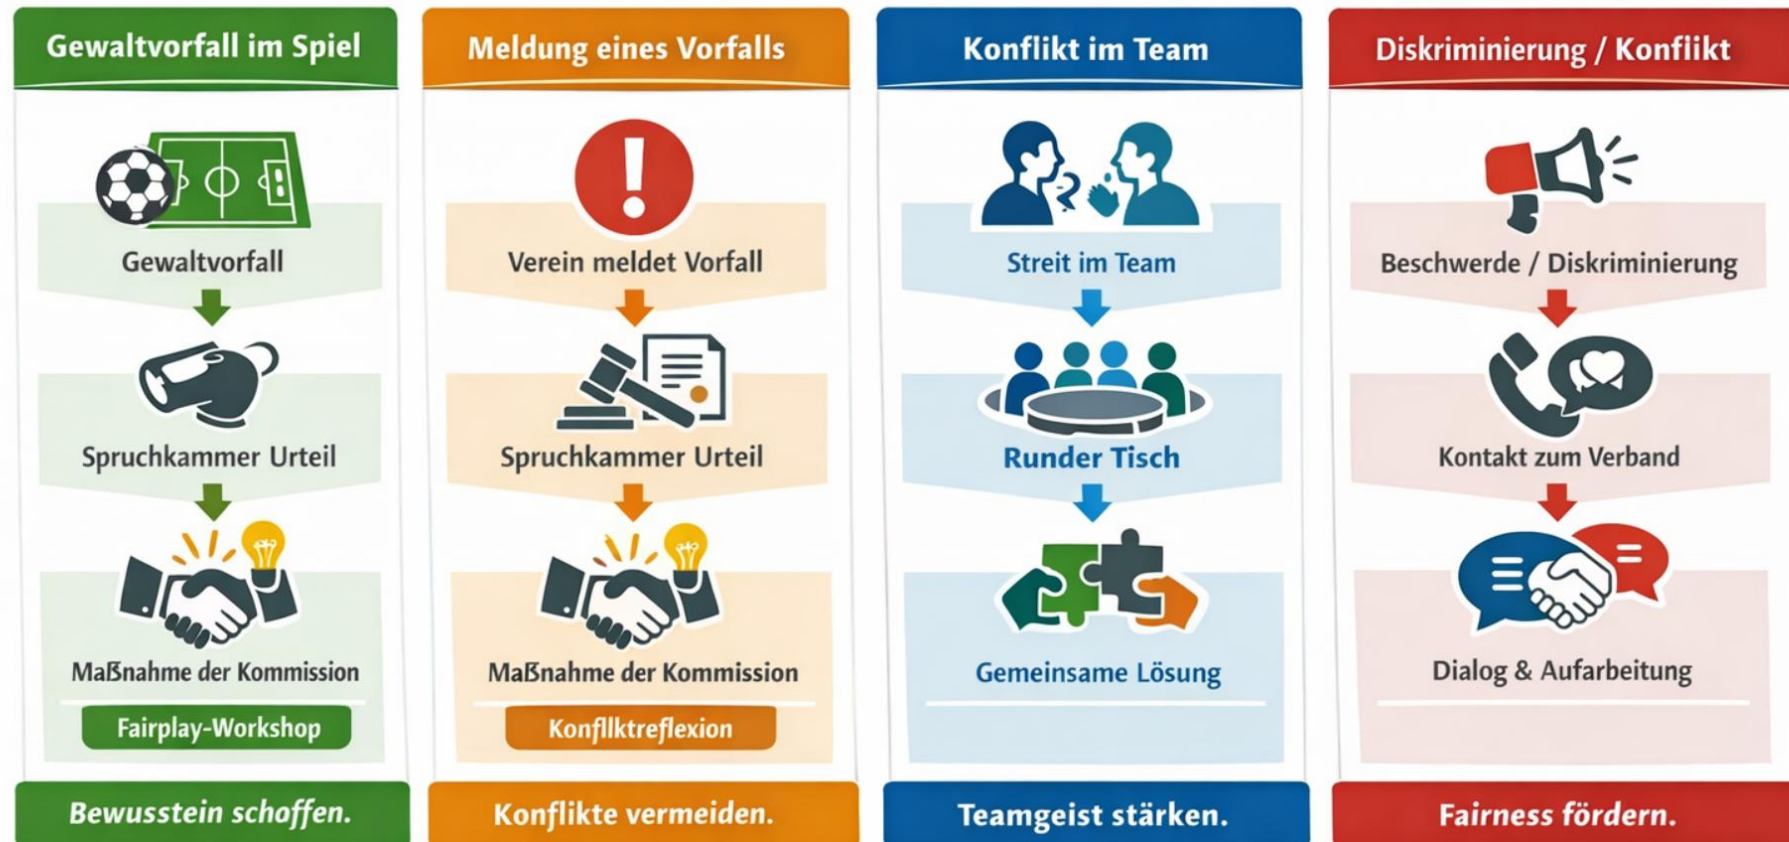 Gewaltvorfall im Spiel
Gewaltvorfall
Spruchkammer Urteil
Maßnahme der Kommission
Fairplay-Workshop
Bewusstein schaffen.
Meldung eines Vorfalls
Verein meldet Vorfall
Spruchkammer Urteil
Maßnahme der Kommission
Konfllktreflexion
Konflikte vermeiden.
Konflikt im Team
Streit im Team
Runder Tisch
Gemeinsame Lösung
Teamgeist stärken.
Diskriminierung / Konflikt
Beschwerde / Diskriminierung
Kontakt zum Verband
Dialog & Aufarbeitung
Fairness fördern.